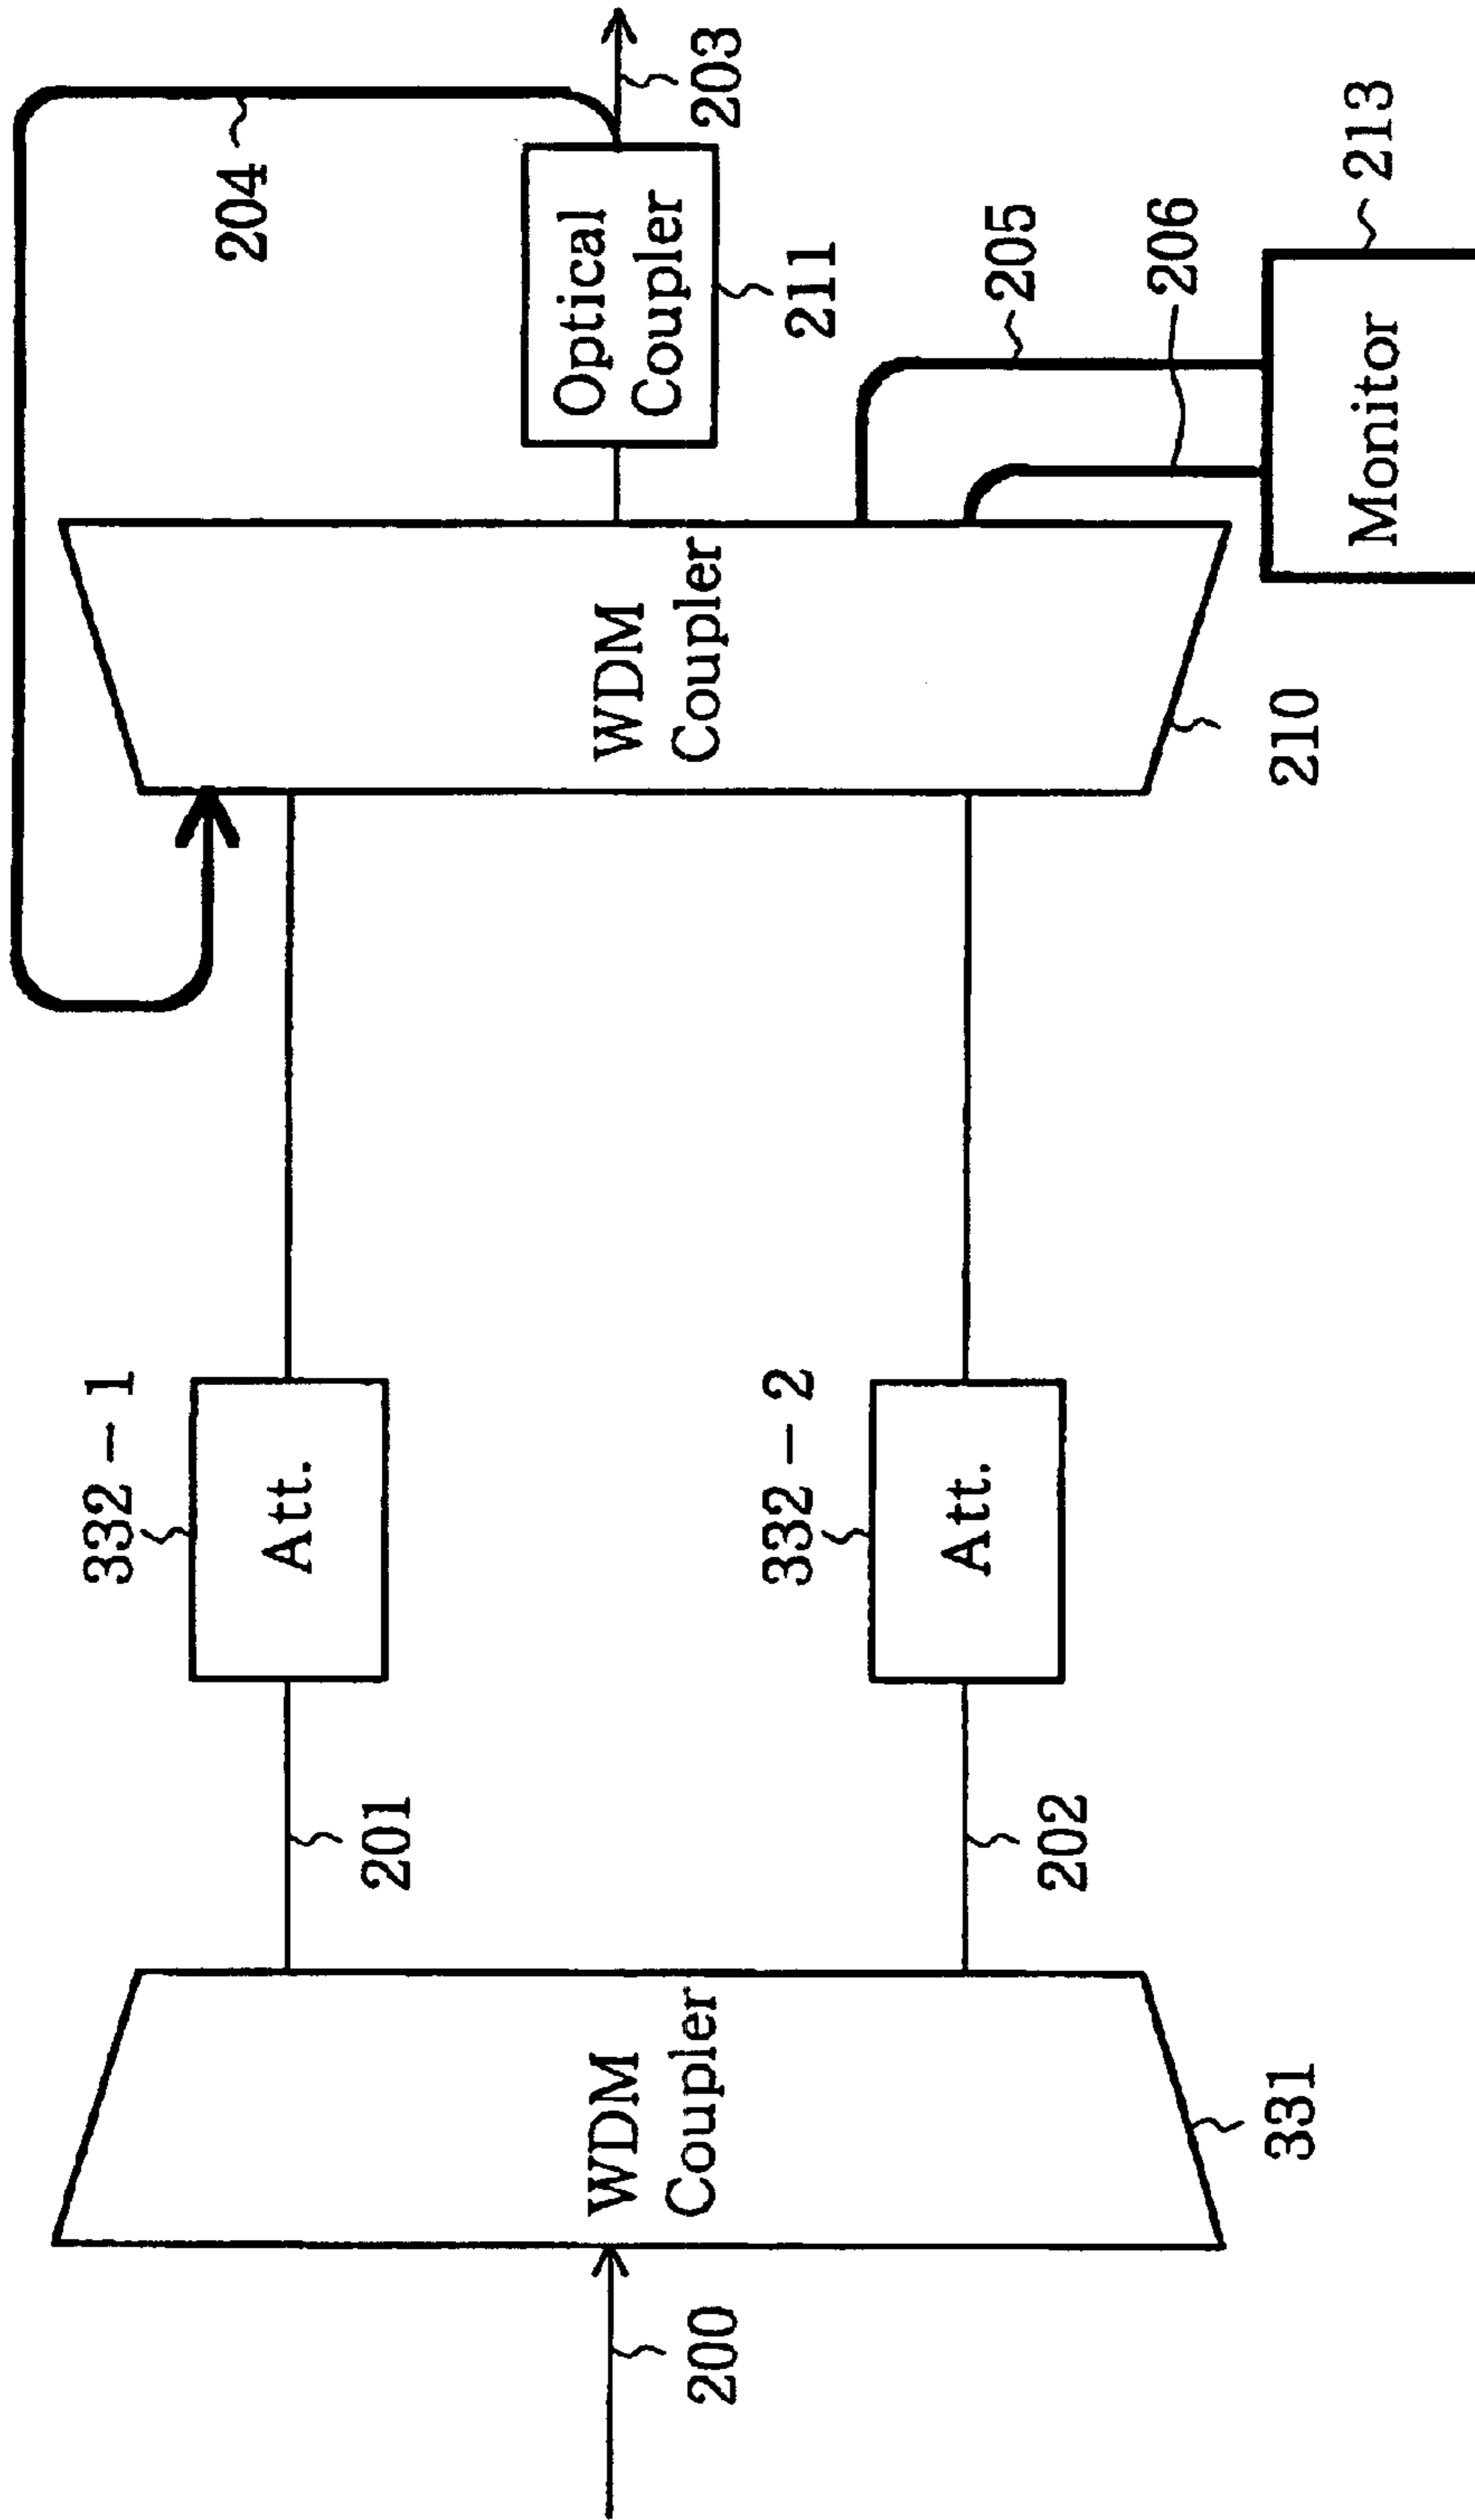 204
203
Optical
Coupler
211
205
206
213
Monitor
WDM
Coupler
210
332-1
Att.
332-2
Att.
201
202
WDM
Coupler
331
200